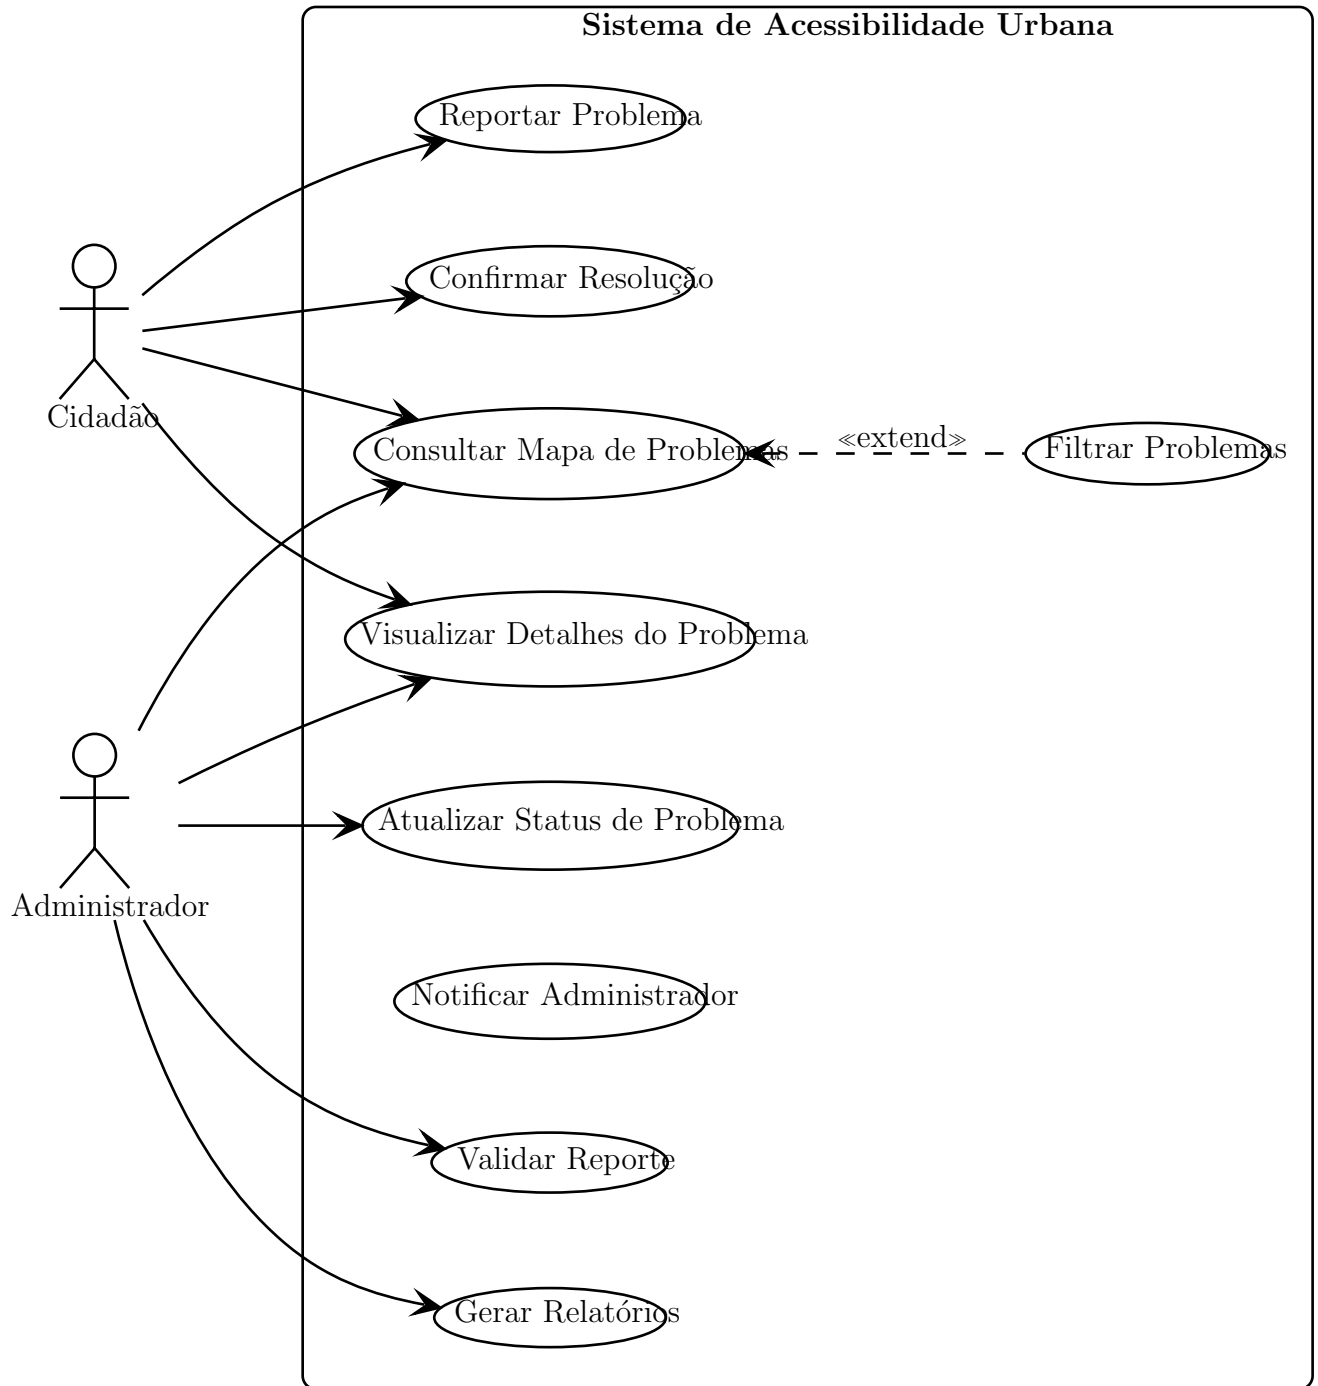 Sistema de Acessibilidade Urbana
Reportar Problema
Confirmar Resolução
Cidadão
Consultar Mapa de Problemas
«extend»
Filtrar Problemas
Visualizar Detalhes do Problema
Atualizar Status de Problema
Administrador
Notificar Administrador
Validar Reporte
Gerar Relatórios